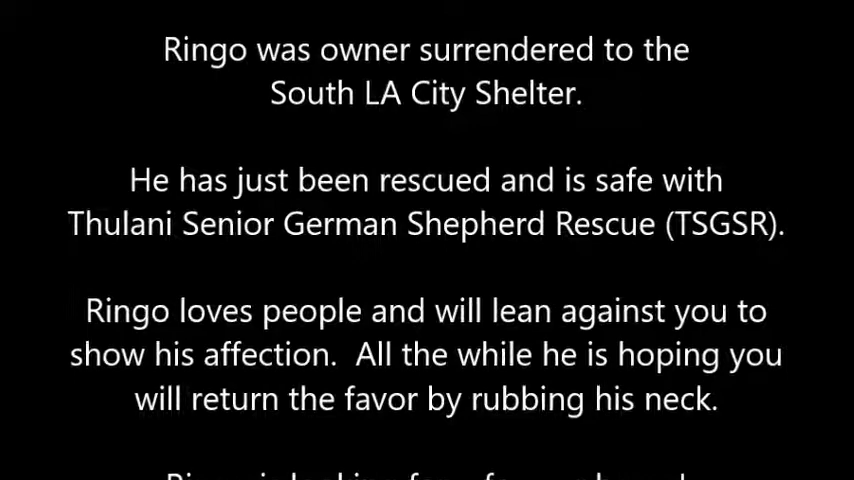 Ringo was owner surrendered to the
South LA City Shelter.
He has just been rescued and is safe with
Thulani Senior German Shepherd Rescue (TSGSR).
Ringo loves people and will lean against you to
show his affection.  All the while he is hoping you
will return the favor by rubbing his neck.